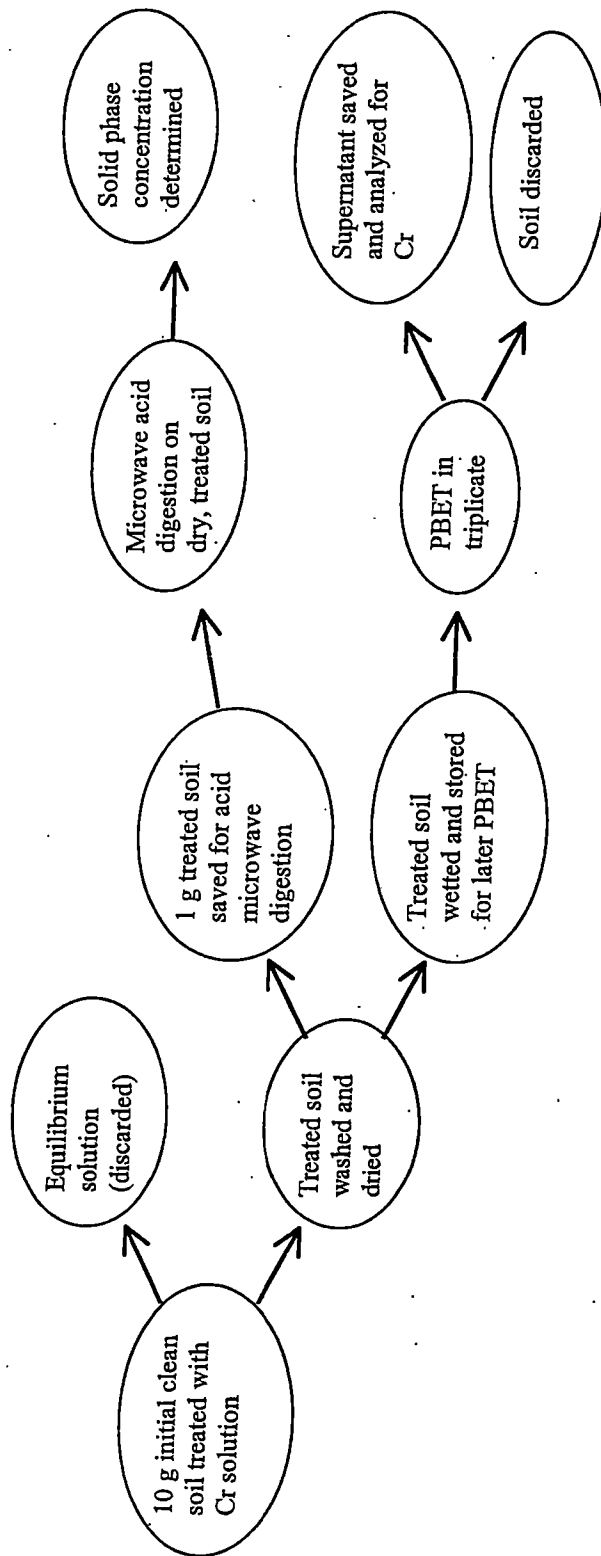 10 g initial clean
soil treated with
Cr solution
Equilibrium
solution
(discarded)
Treated soil
washed and
dried
1 g treated soil
saved for acid
microwave
digestion
Treated soil
wetted and stored
for later PBET
Microwave acid
digestion on
dry, treated soil
PBET in
triplicate
Solid phase
concentration
determined
Supernatant saved
and analyzed for
Cr
Soil discarded